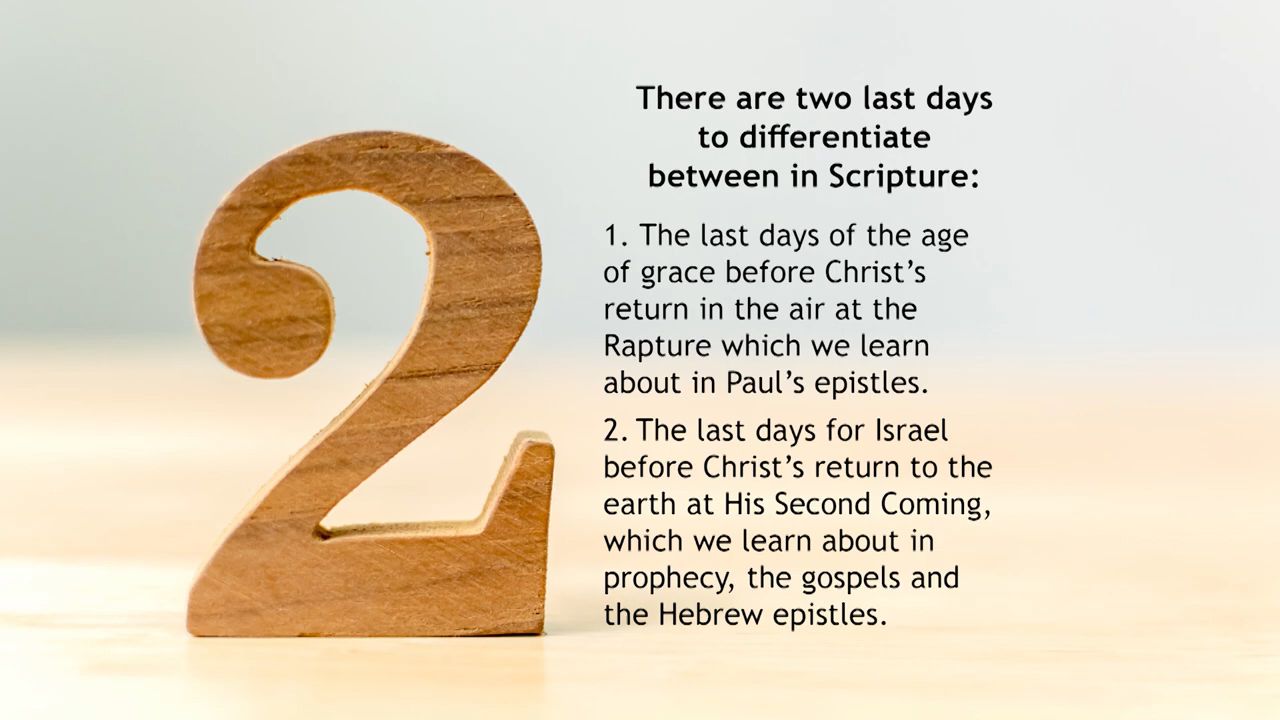 There are two last days
to differentiate
between in Scripture:
1. The last days of the age
of grace before Christ’s
return in the air at the
Rapture which we learn
about in Paul’s epistles.
2. The last days for Israel
before Christ’s return to the
earth at His Second Coming,
which we learn about in
prophecy, the gospels and
the Hebrew epistles.